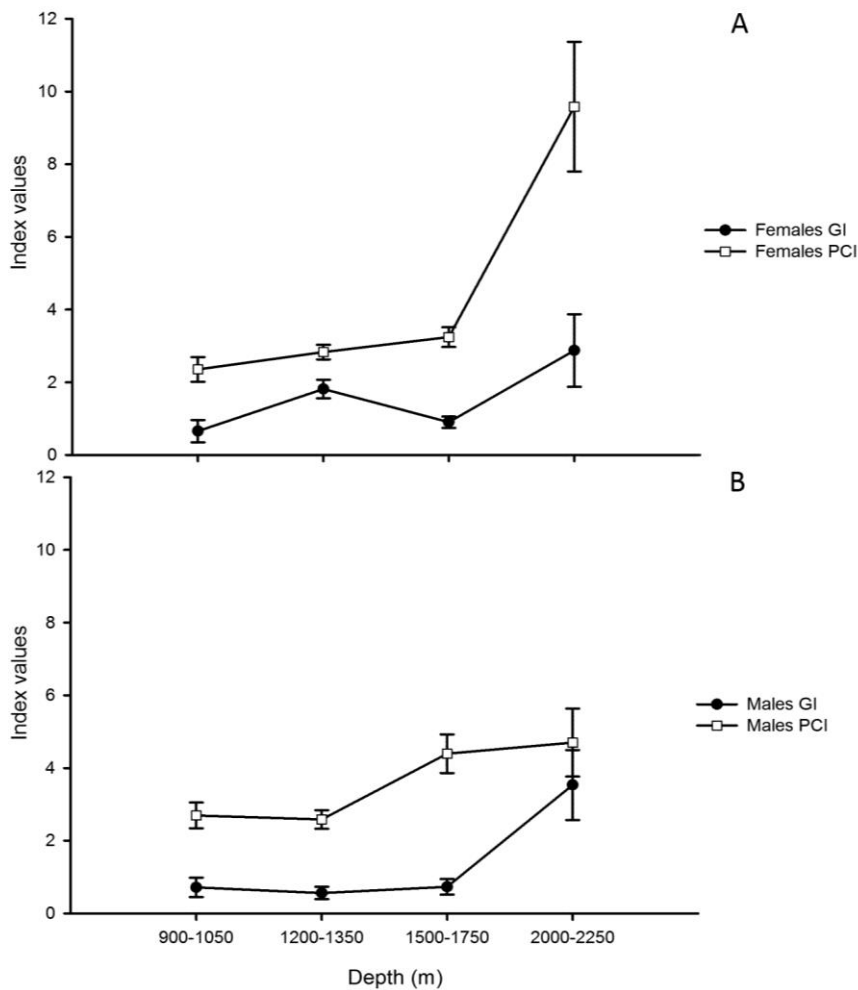 A
12
10
8
6
4
2
0
Index values
Females GI
Females PCI
B
12
10
8
6
4
2
0
Index values
Males GI
Males PCI
900-1050 1200-1350 1500-1750 2000-2250
Depth (m)